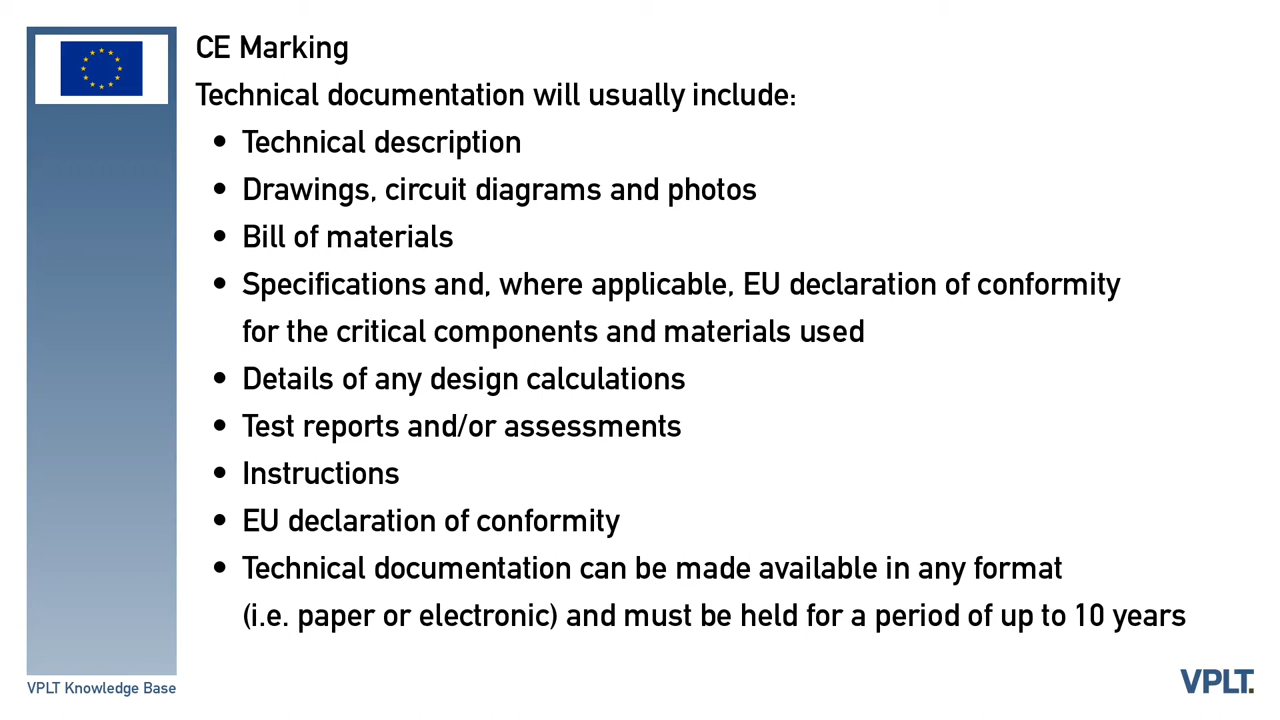 CE Marking
Technical documentation will usually include:
• Technical description
• Drawings, circuit diagrams and photos
• Bill of materials
• Specifications and, where applicable, EU declaration of conformity
for the critical components and materials used
• Details of any design calculations
• Test reports and/or assessments
• Instructions
• EU declaration of conformity
• Technical documentation can be made available in any format
(i.e. paper or electronic) and must be held for a period of up to 10 years
VPLT Knowledge Base
VPLT.